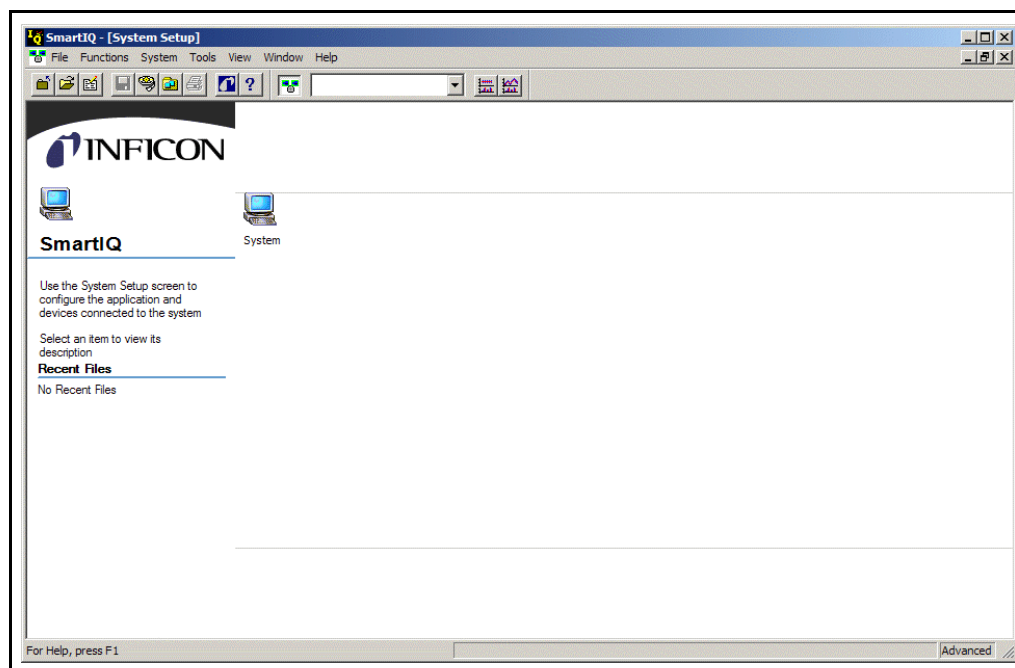 SmartIQ - [System Setup]
File Functions System Tools View Window Help
INFICON
SmartIQ
Use the System Setup screen to
configure the application and
devices connected to the system
Select an item to view its
description
Recent Files
No Recent Files
System
For Help, press F1
Advanced